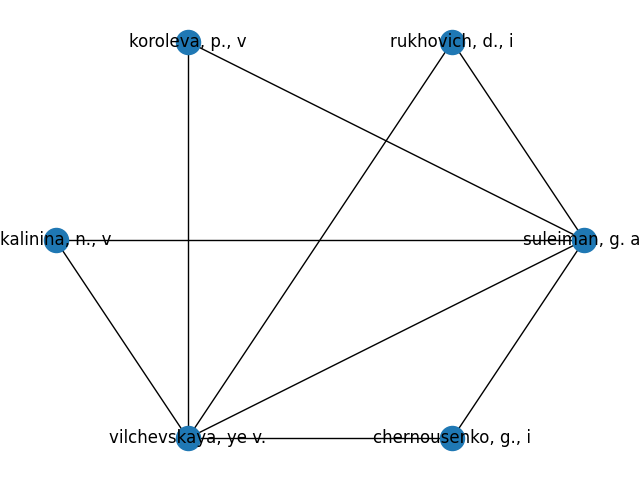 koroleva, p., v
rukhovich, d., i
kalinina, n., v
suleiman, g. a
vilchevskaya, ye v.
chernousenko, g., i